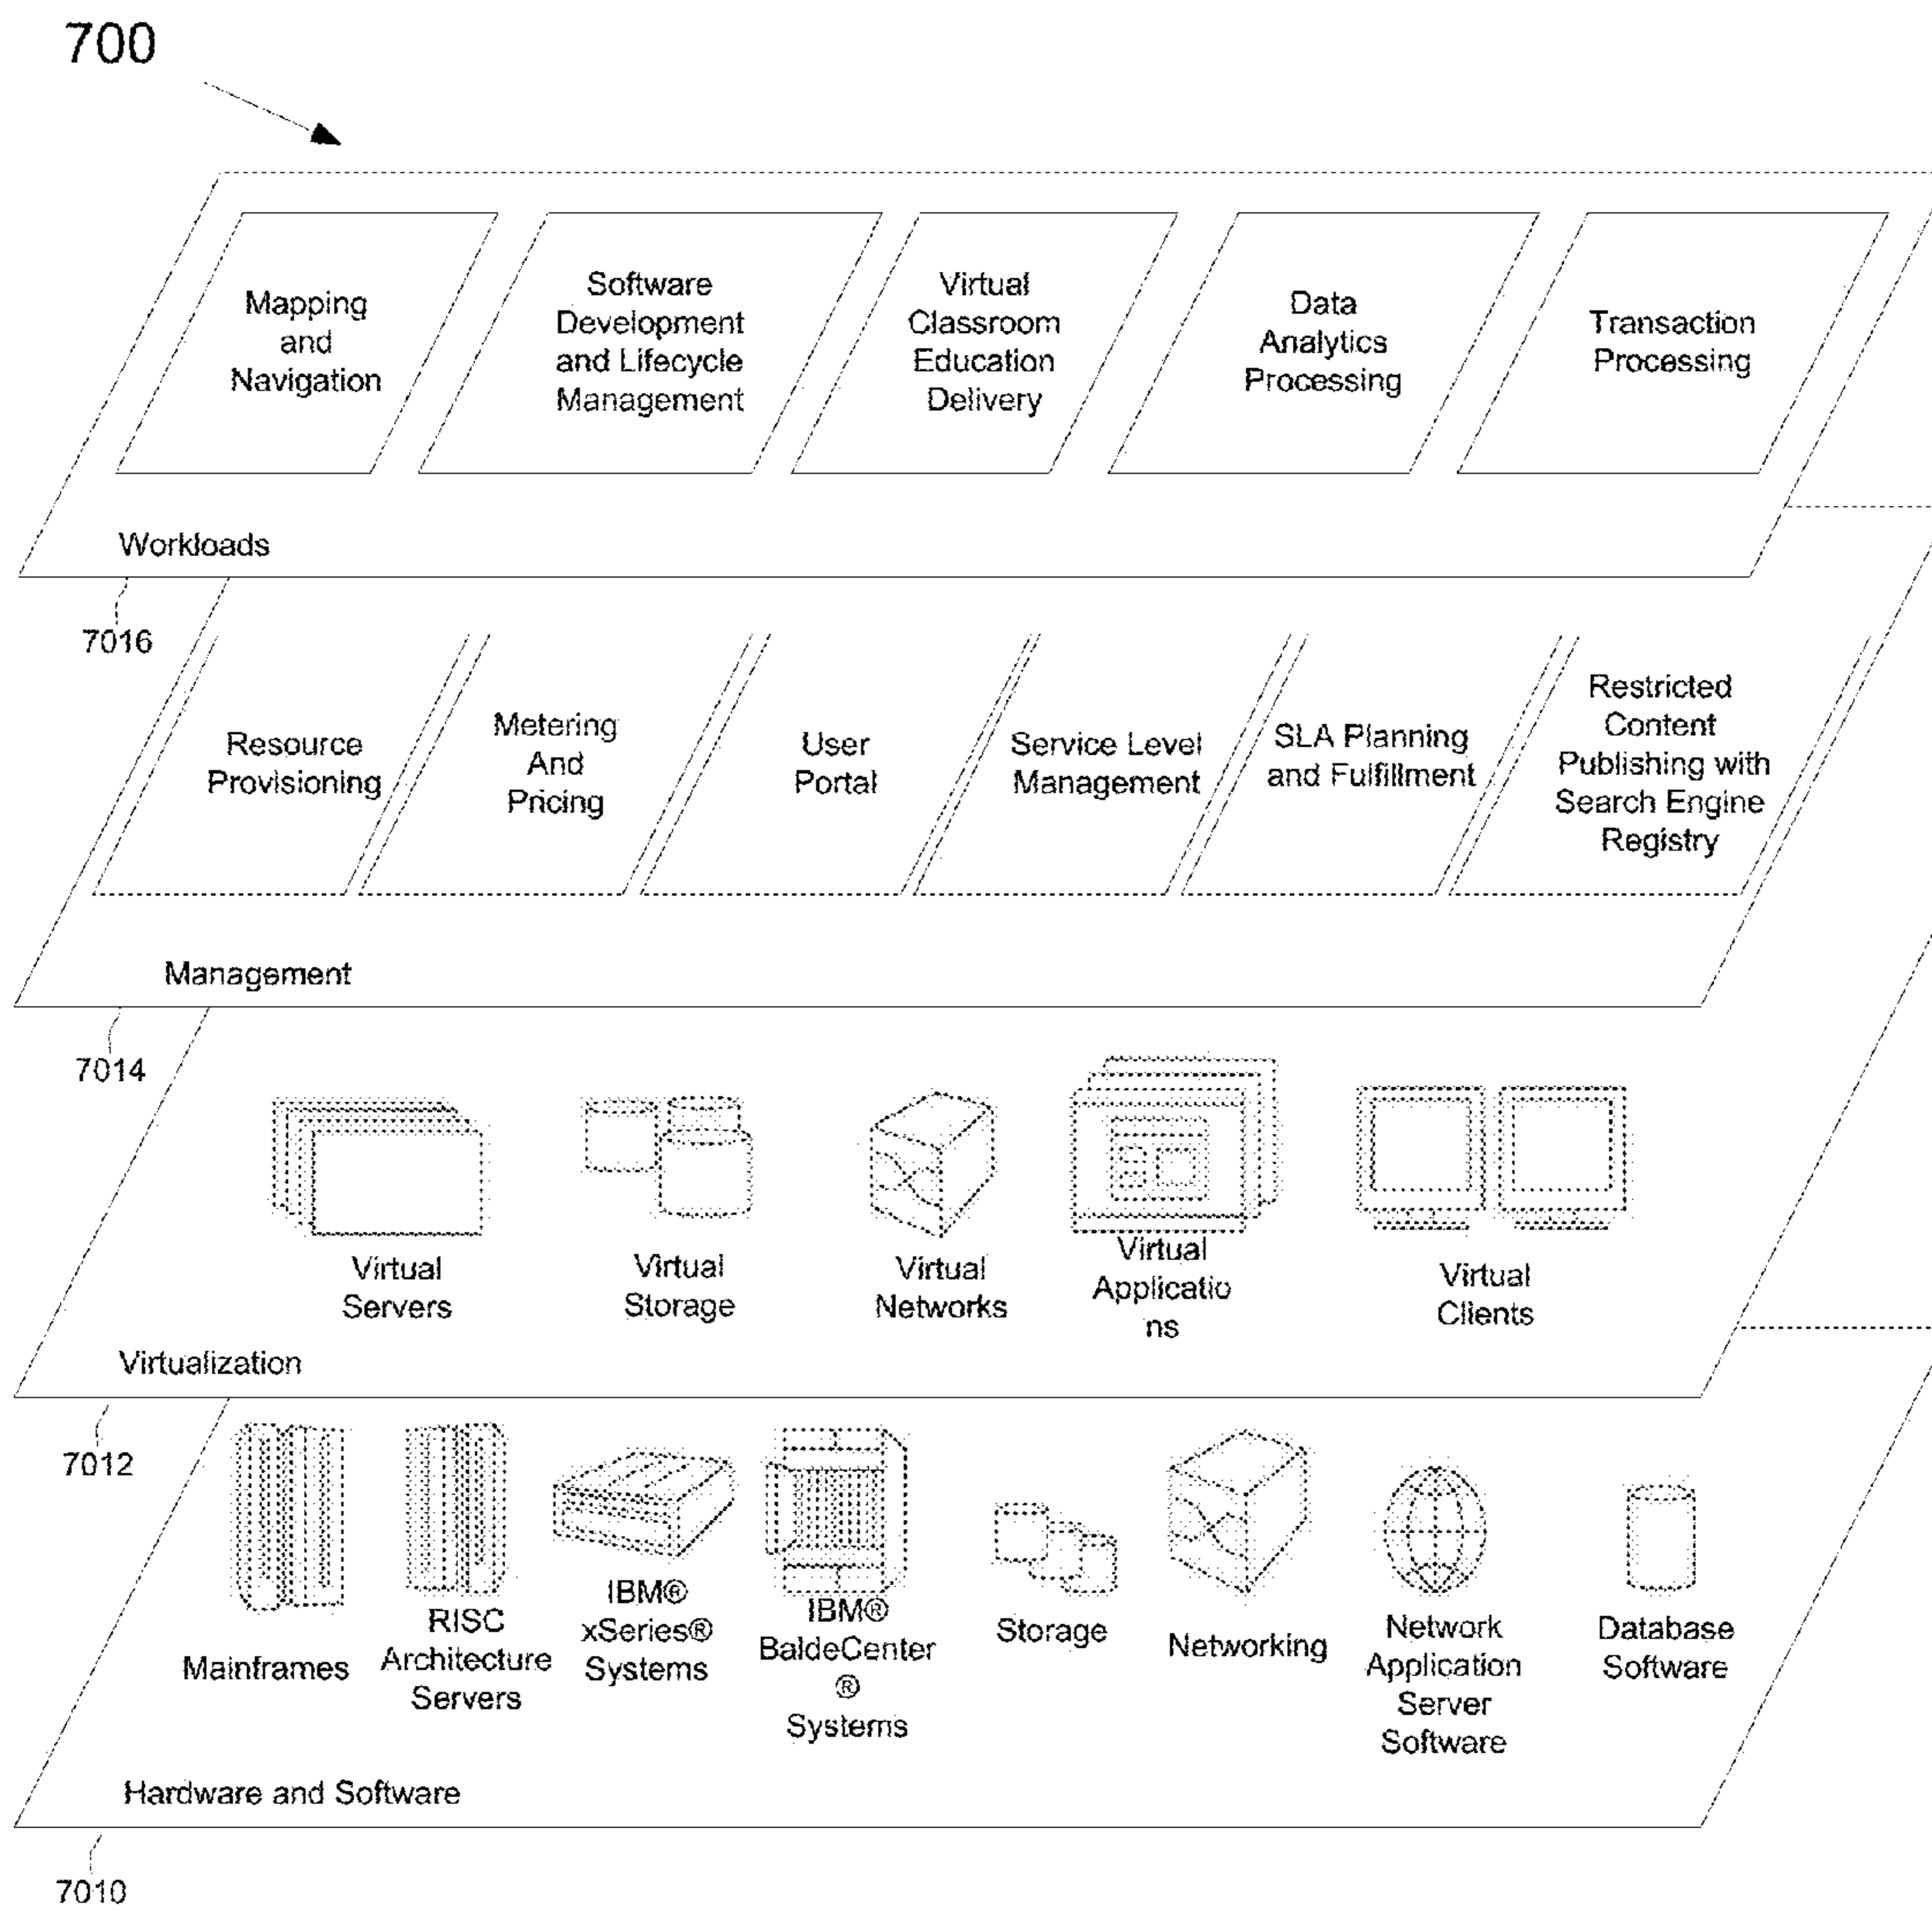 700
Mapping
and
Navigation
Software
Development
and Lifecycle
Management
Virtual
Classroom
Education
Delivery
Data
Analytics
Processing
Transaction
Processing
Workloads
7016
Resource
Provisioning
Metering
And
Pricing
User
Portal
Service Level
Management
SLA Planning
and Fulfillment
Restricted
Content
Publishing with
Search Engine
Registry
Management
7014
Virtual
Servers
Virtual
Storage
Virtual
Networks
Virtual
Applicatio
ns
Virtual
Clients
Virtualization
7012
Mainframes
RISC
Architecture
Servers
IBM®
xSeries®
Systems
IBM®
BaldeCenter
®
Systems
Storage
Networking
Network
Application
Server
Software
Database
Software
Hardware and Software
7010